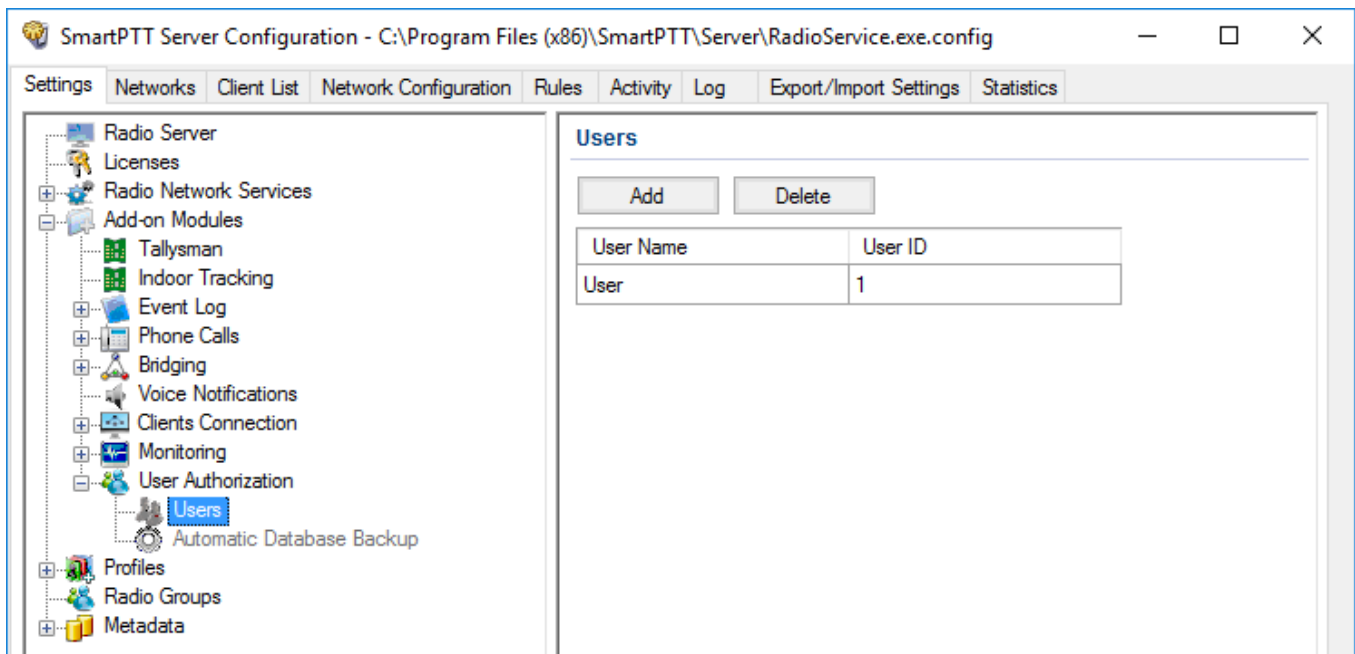 SmartPTT Server Configuration - C:\Program Files (x86)\SmartPTT\Server\RadioService.exe.config
Settings Networks Client List Network Configuration Rules Activity Log Export/Import Settings Statistics
Radio Server
Licenses
Radio Network Services
Add-on Modules
Tallysman
Indoor Tracking
Event Log
Phone Calls
Bridging
Voice Notifications
Clients Connection
Monitoring
User Authorization
Users
Automatic Database Backup
Profiles
Radio Groups
Metadata
Users
Add Delete
User Name User ID
User 1